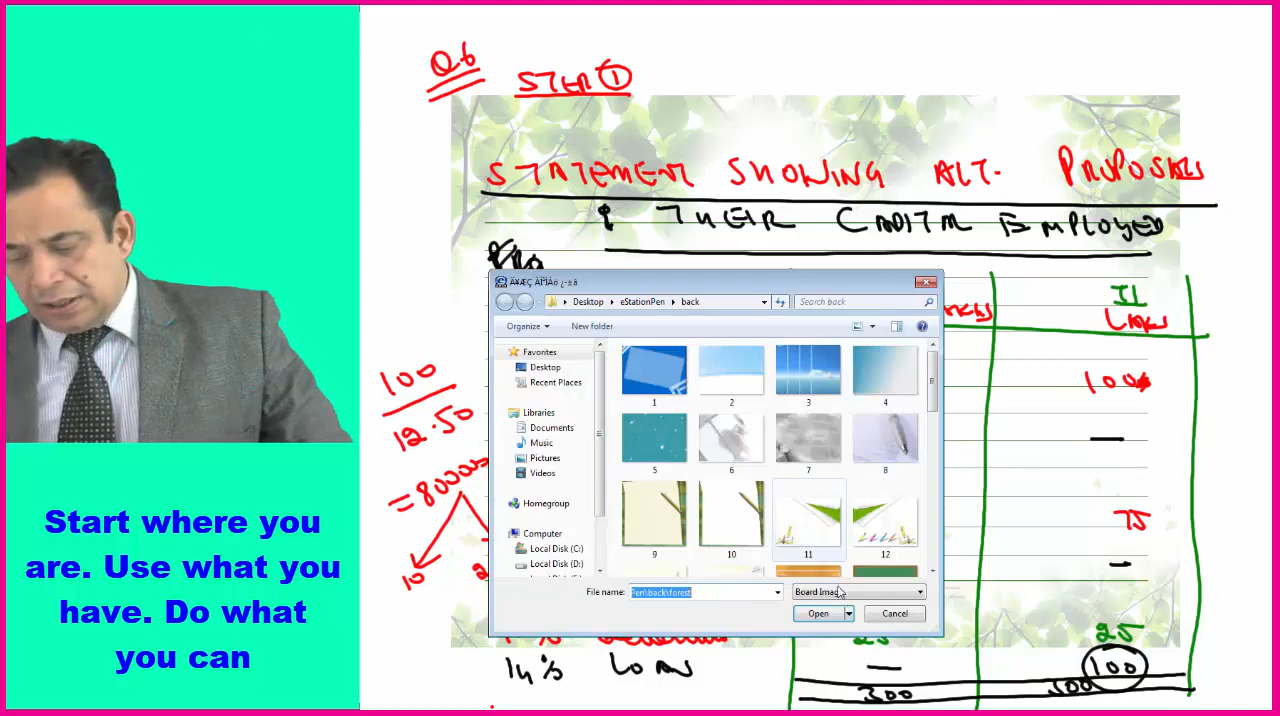 Q6
STEP ①
STATEMENT SHOWING ALT. PROPOSALS
& THEIR CAPITAL EMPLOYED
II
Lakhs
100
12.50
= 80000
10
100
—
75
—
25
14% Loan
—
100
300
300
Desktop
eStationPen
back
Search back
Organize
New folder
Favorites
Desktop
Recent Places
Libraries
Documents
Music
Pictures
Videos
Homegroup
Computer
Local Disk (C:)
Local Disk (D:)
1
2
3
4
5
6
7
8
9
10
11
12
File name:
Pen\back\forest
Board Imag
Open
Cancel
Start where you
are. Use what you
have. Do what
you can